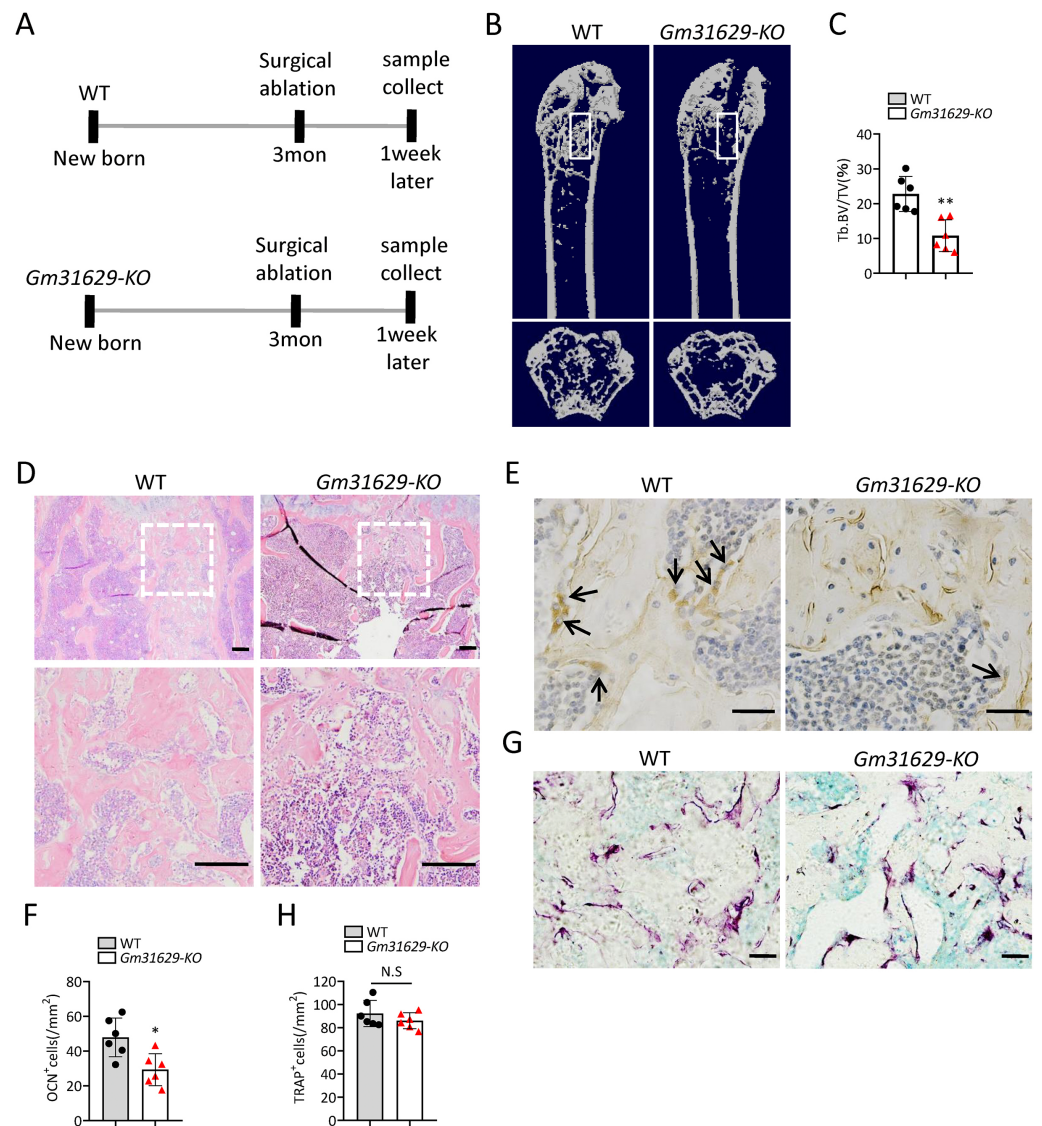 A
WT
New born
Surgical
ablation
3mon
sample
collect
1week
later
Gm31629-KO
New born
Surgical
ablation
3mon
sample
collect
1week
later
B
WT
Gm31629-KO
C
WT
Gm31629-KO
Tb.BV/TV(%)
40
30
20
10
0
**
D
WT
Gm31629-KO
E
WT
Gm31629-KO
G
WT
Gm31629-KO
F
WT
Gm31629-KO
OCN+cells(/mm2)
80
60
40
20
0
*
H
WT
Gm31629-KO
N.S
TRAP+cells(/mm2)
120
100
80
60
40
20
0